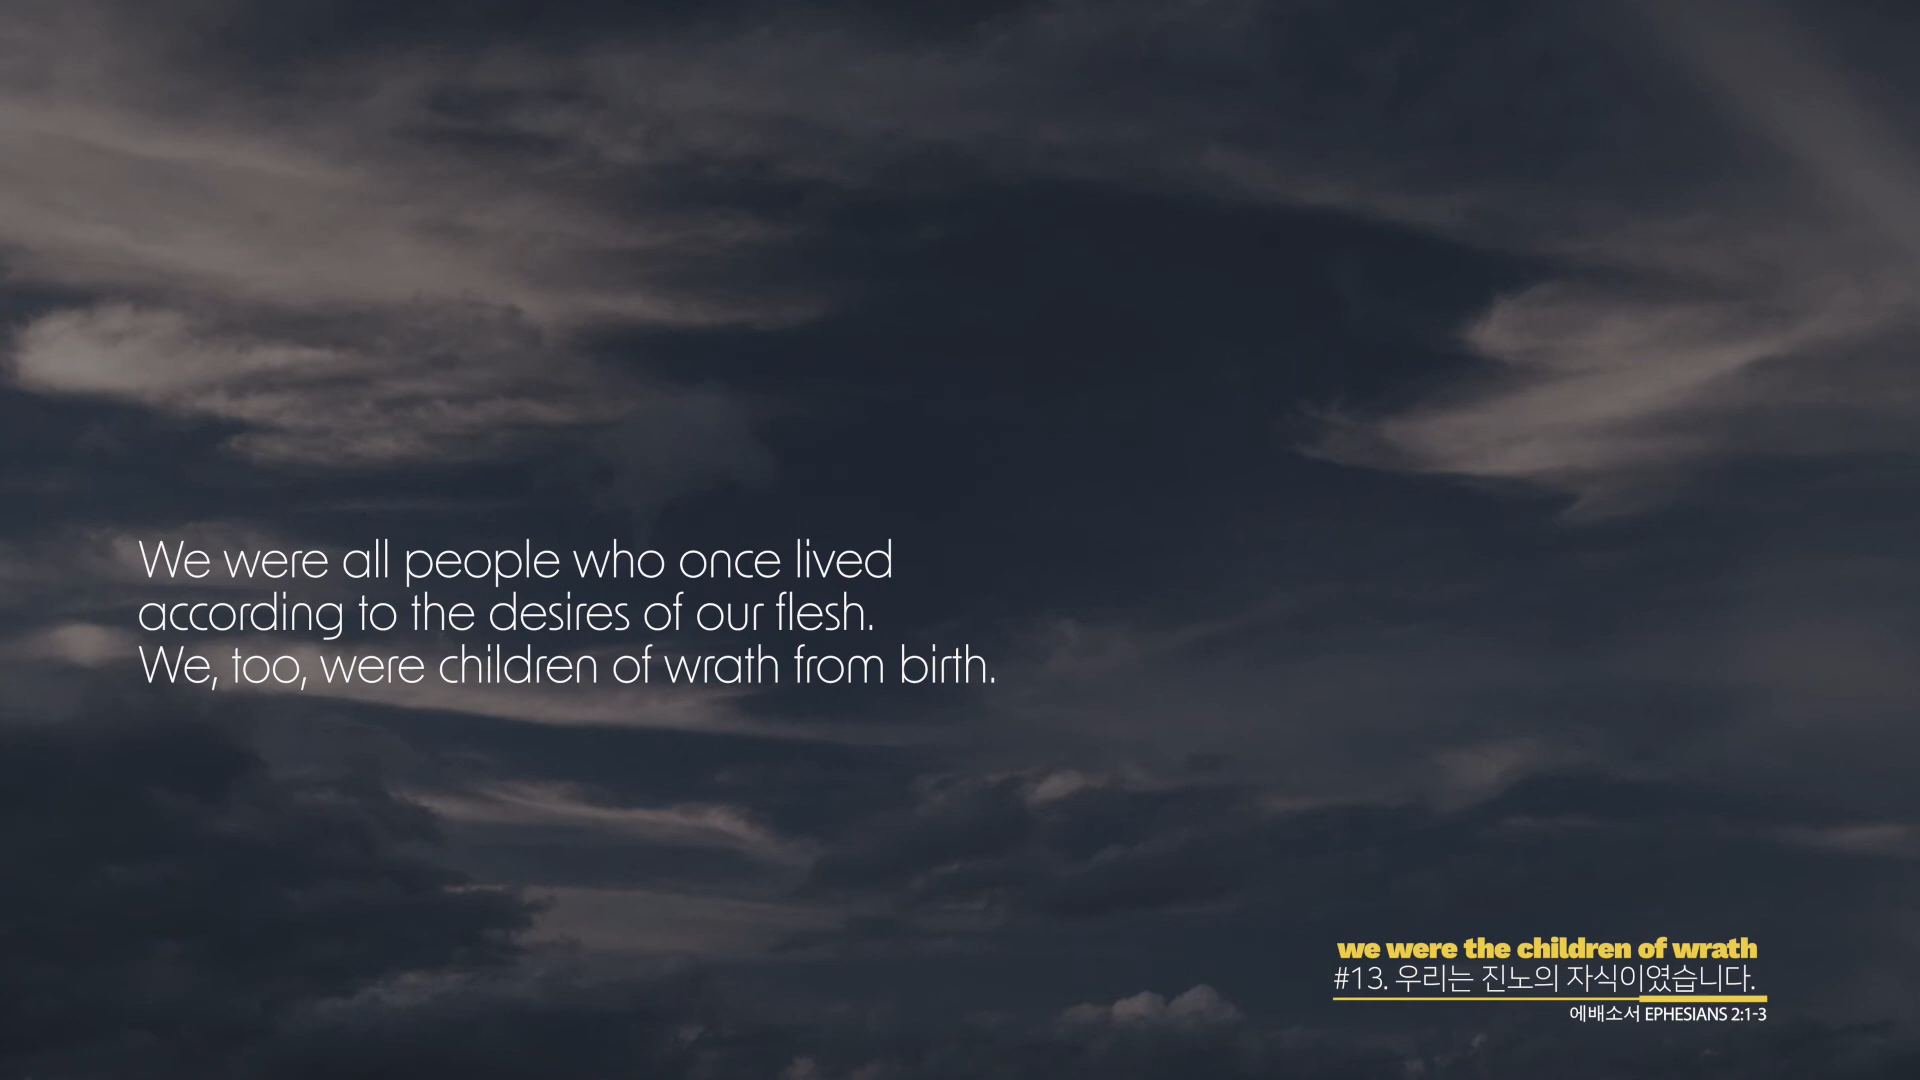 We were all people who once lived
according to the desires of our flesh.
We, too, were children of wrath from birth.
we were the children of wrath
#13. 우리는 진노의 자식이였습니다.
에배소서 EPHESIANS 2:1-3